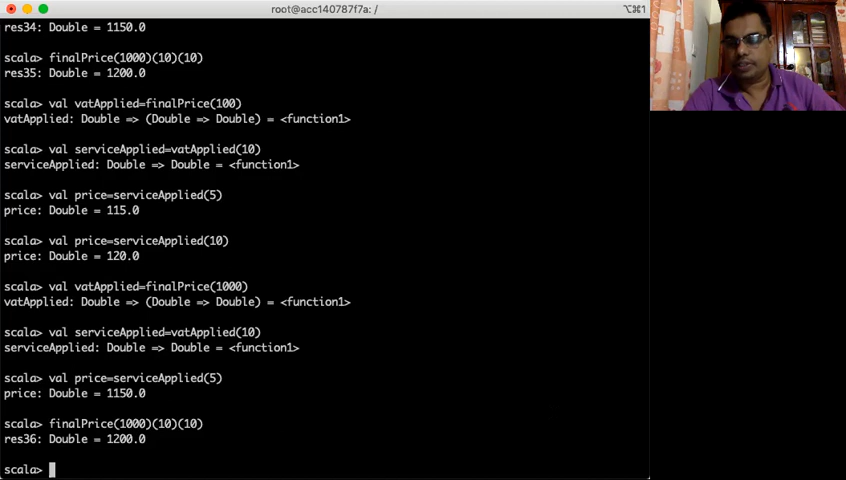 root@acc140787f7a: /
⌥⌘1
res34: Double = 1150.0
scala> finalPrice(1000)(10)(10)
res35: Double = 1200.0
scala> val vatApplied=finalPrice(100)
vatApplied: Double => (Double => Double) = <function1>
scala> val serviceApplied=vatApplied(10)
serviceApplied: Double => Double = <function1>
scala> val price=serviceApplied(5)
price: Double = 115.0
scala> val price=serviceApplied(10)
price: Double = 120.0
scala> val vatApplied=finalPrice(1000)
vatApplied: Double => (Double => Double) = <function1>
scala> val serviceApplied=vatApplied(10)
serviceApplied: Double => Double = <function1>
scala> val price=serviceApplied(5)
price: Double = 1150.0
scala> finalPrice(1000)(10)(10)
res36: Double = 1200.0
scala>